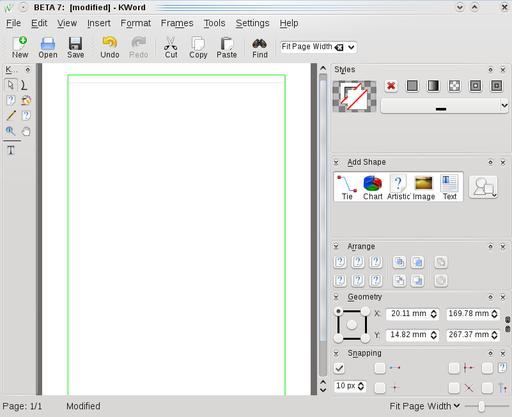 BETA 7: [modified] - KWord
File Edit View Insert Format Frames Tools Settings Help
New Open Save Undo Redo Cut Copy Paste Find Fit Page Width
K...
Styles
Add Shape
Tie Chart Artistic Image Text
Arrange
Geometry
X: 20.11 mm 169.78 mm
Y: 14.82 mm 267.37 mm
Snapping
10 px
T
Page: 1/1 Modified Fit Page Width